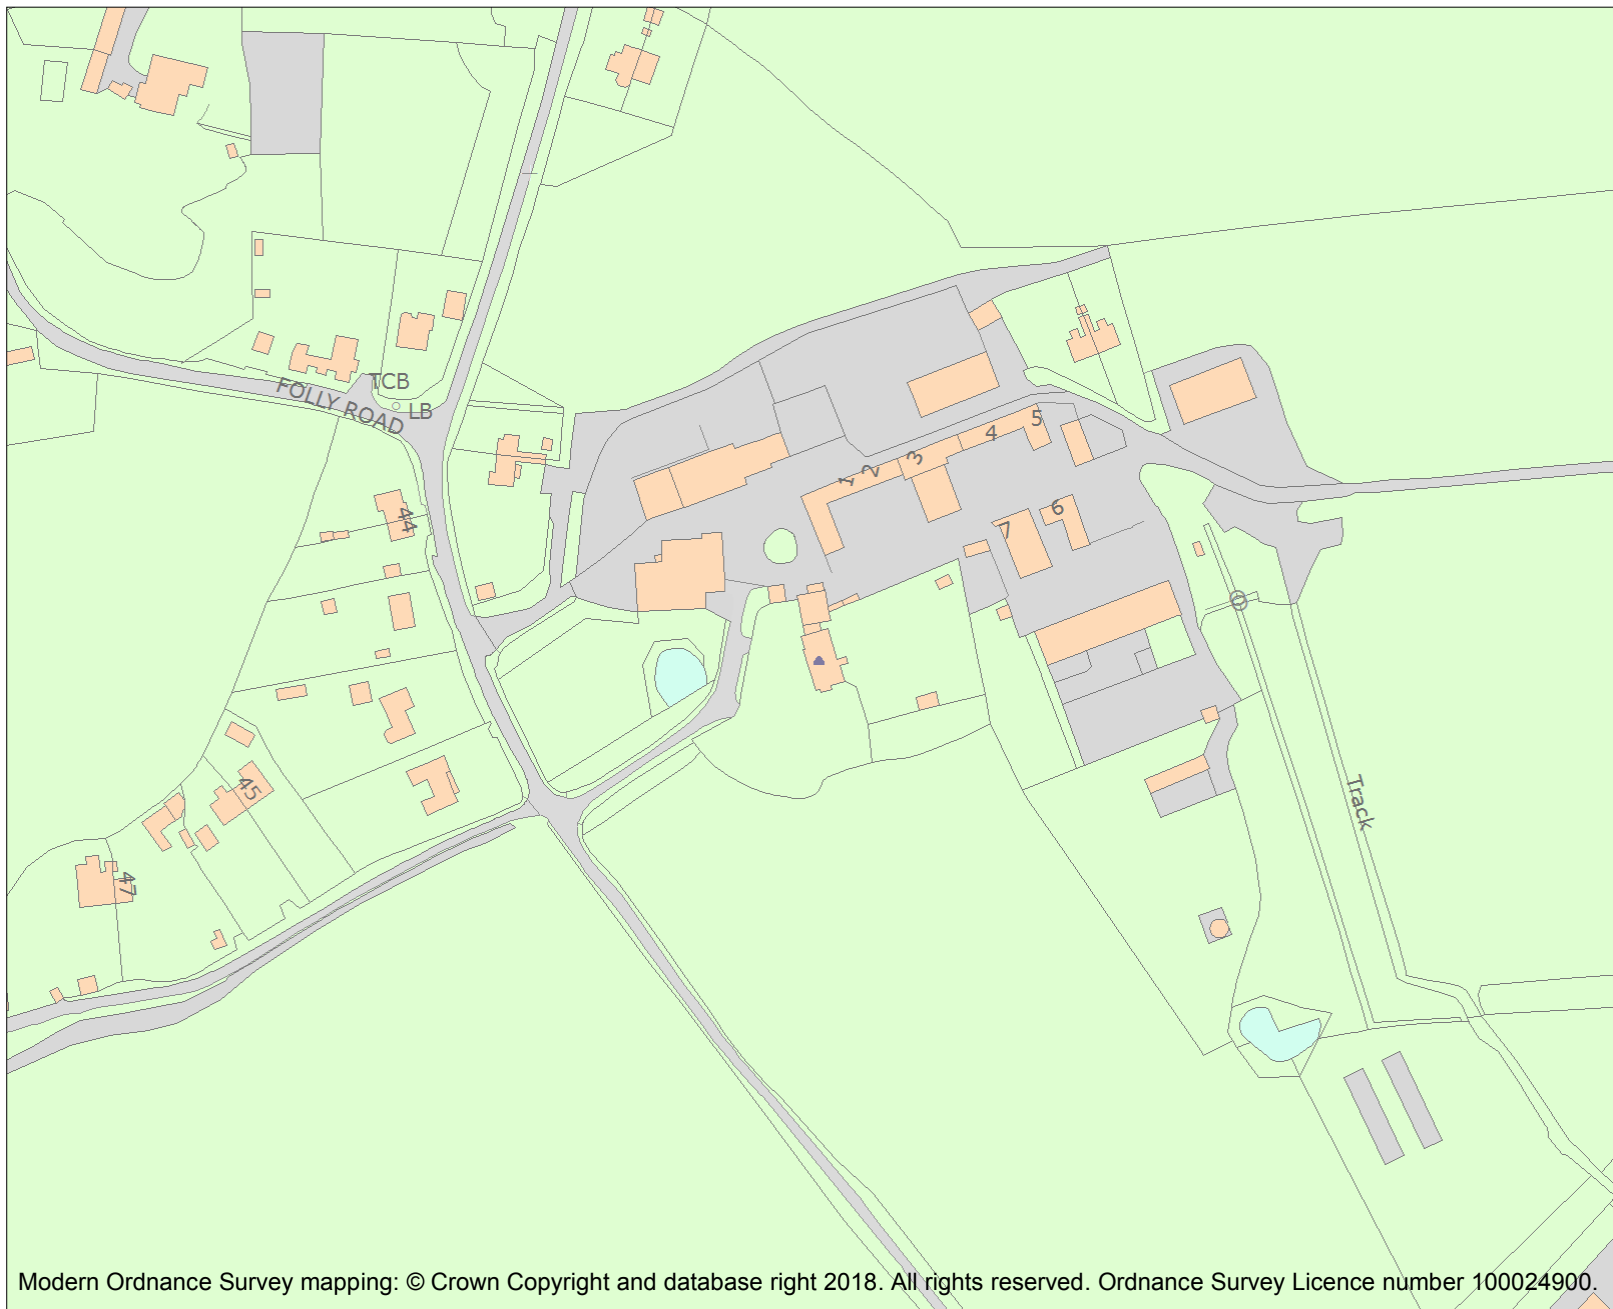 TCB
FOLLY ROAD
LB
5
4
3
2
1
6
7
44
45
Track
47
Modern Ordnance Survey mapping: © Crown Copyright and database right 2018. All rights reserved. Ordnance Survey Licence number 100024900.